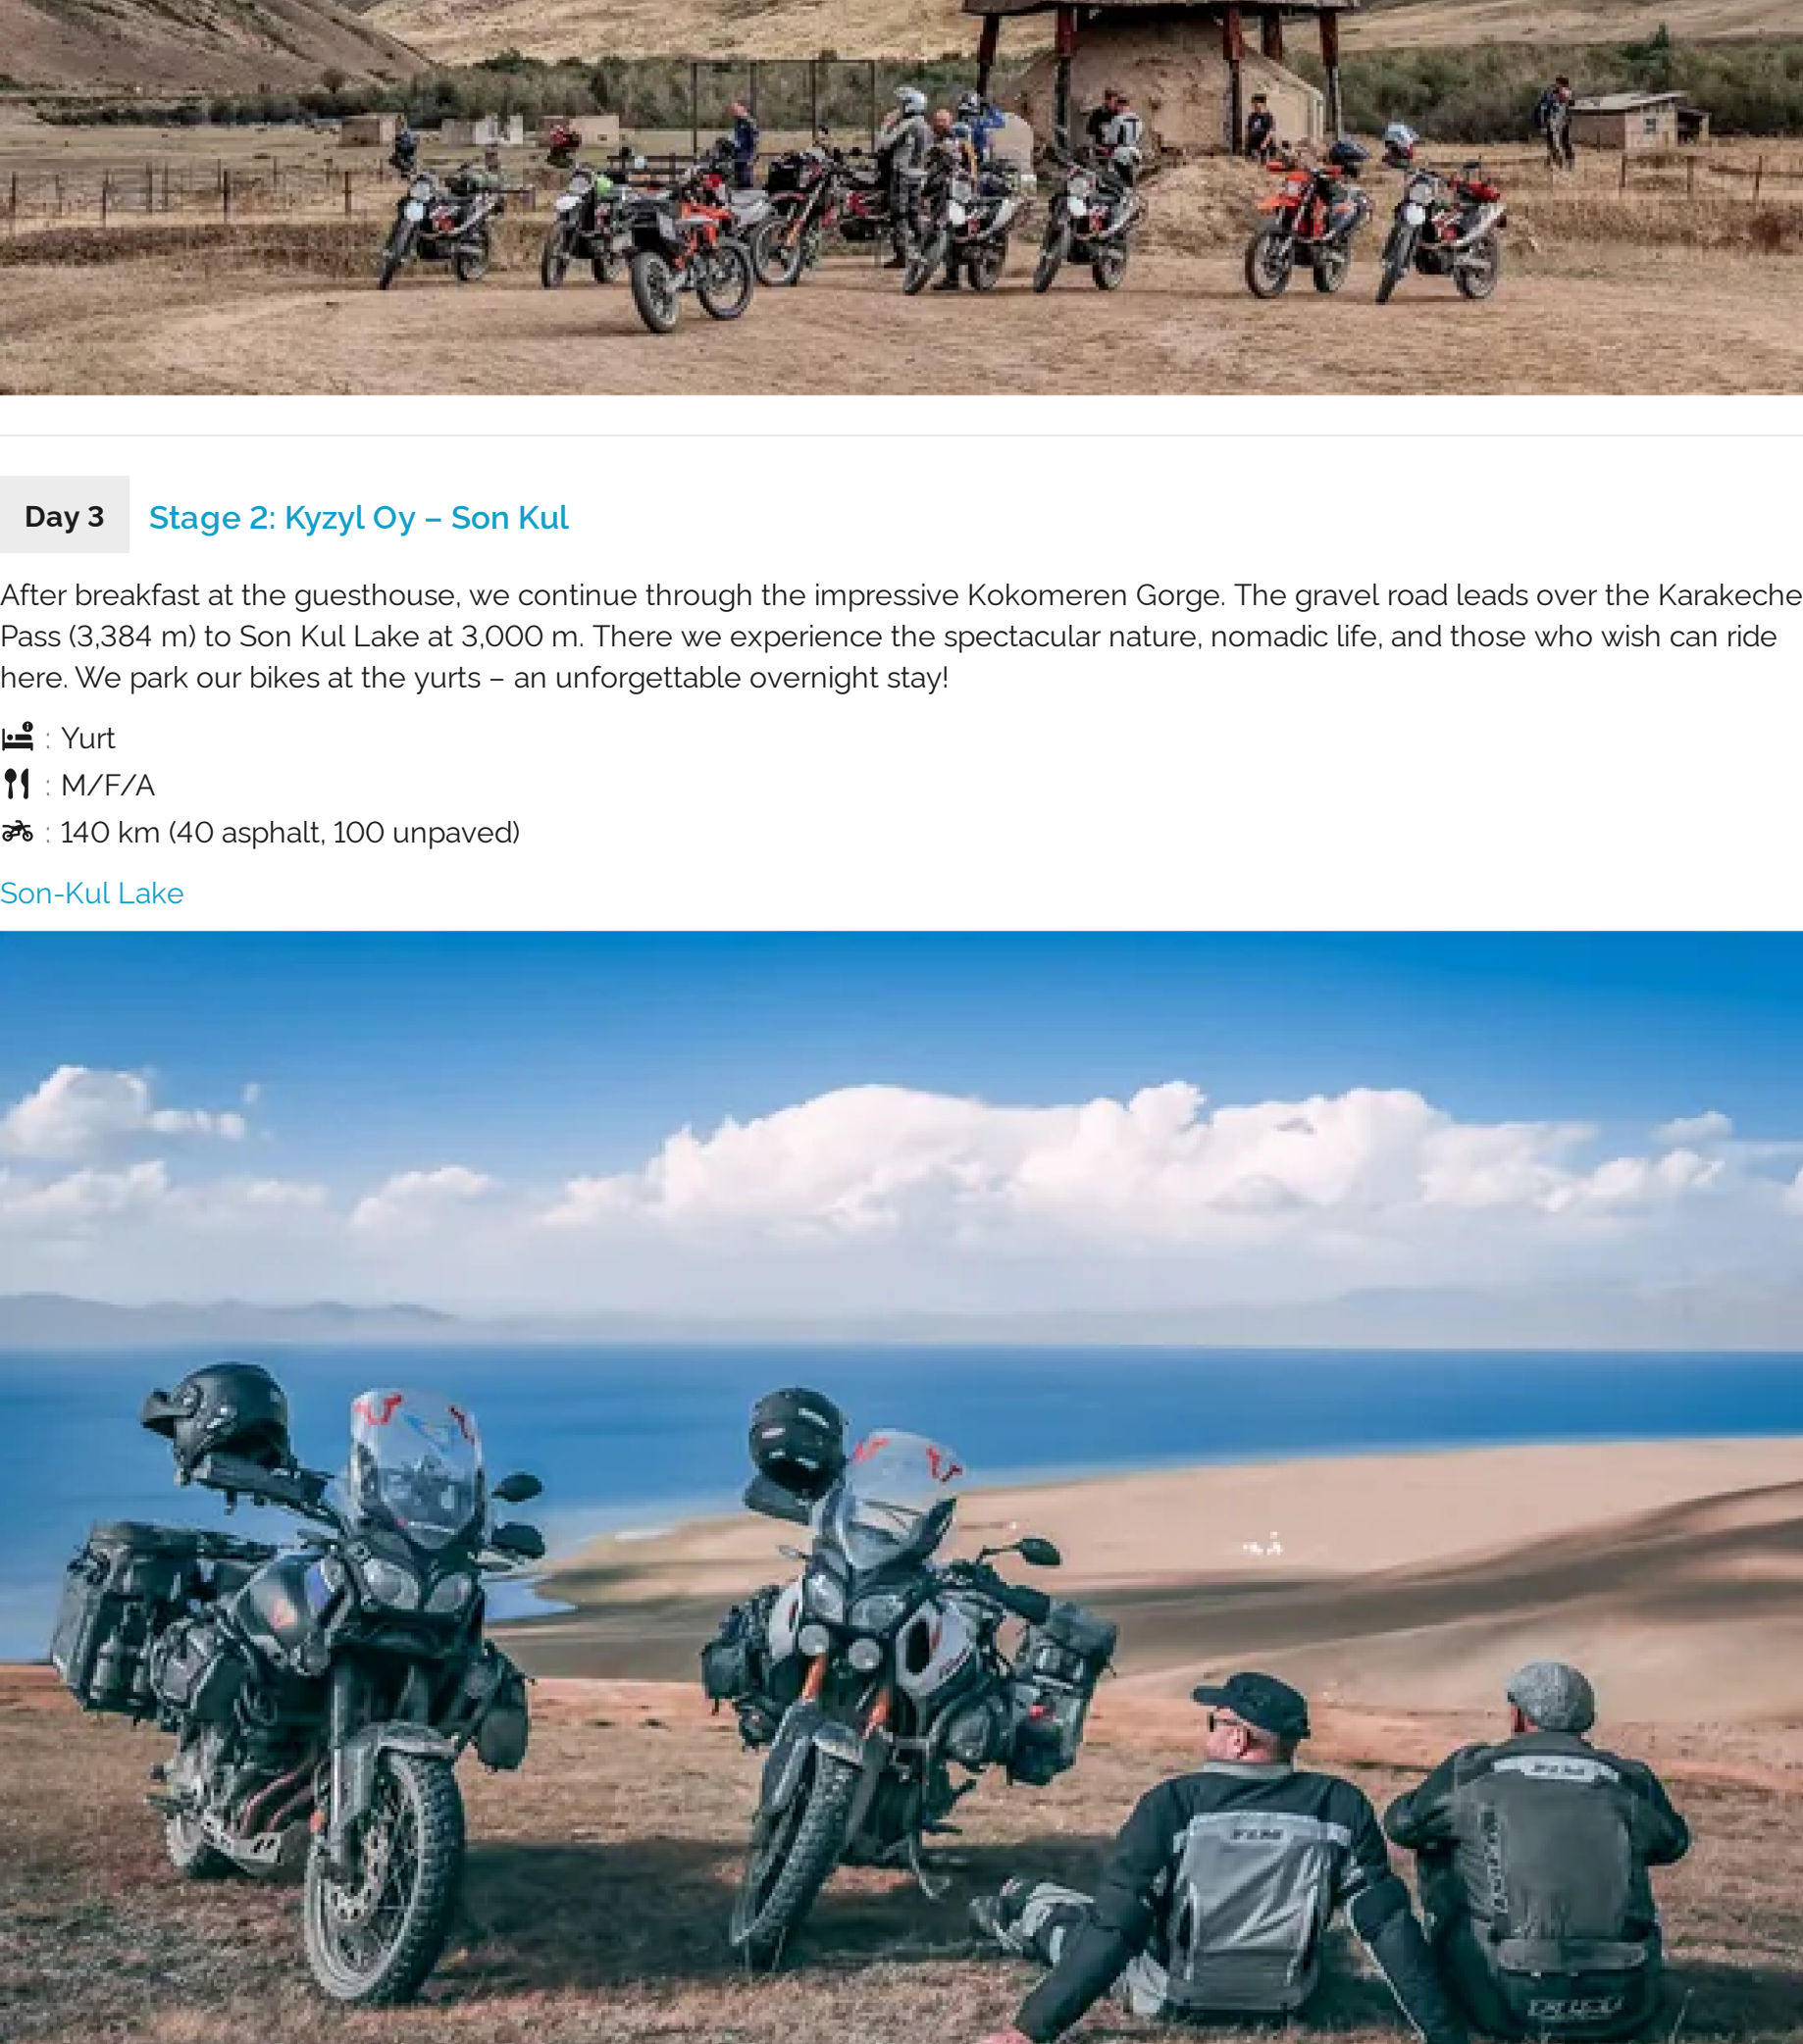 Day 3
Stage 2: Kyzyl Oy – Son Kul
After breakfast at the guesthouse, we continue through the impressive Kokomeren Gorge. The gravel road leads over the Karakeche
Pass (3,384 m) to Son Kul Lake at 3,000 m. There we experience the spectacular nature, nomadic life, and those who wish can ride
here. We park our bikes at the yurts – an unforgettable overnight stay!
: Yurt
: M/F/A
: 140 km (40 asphalt, 100 unpaved)
Son-Kul Lake